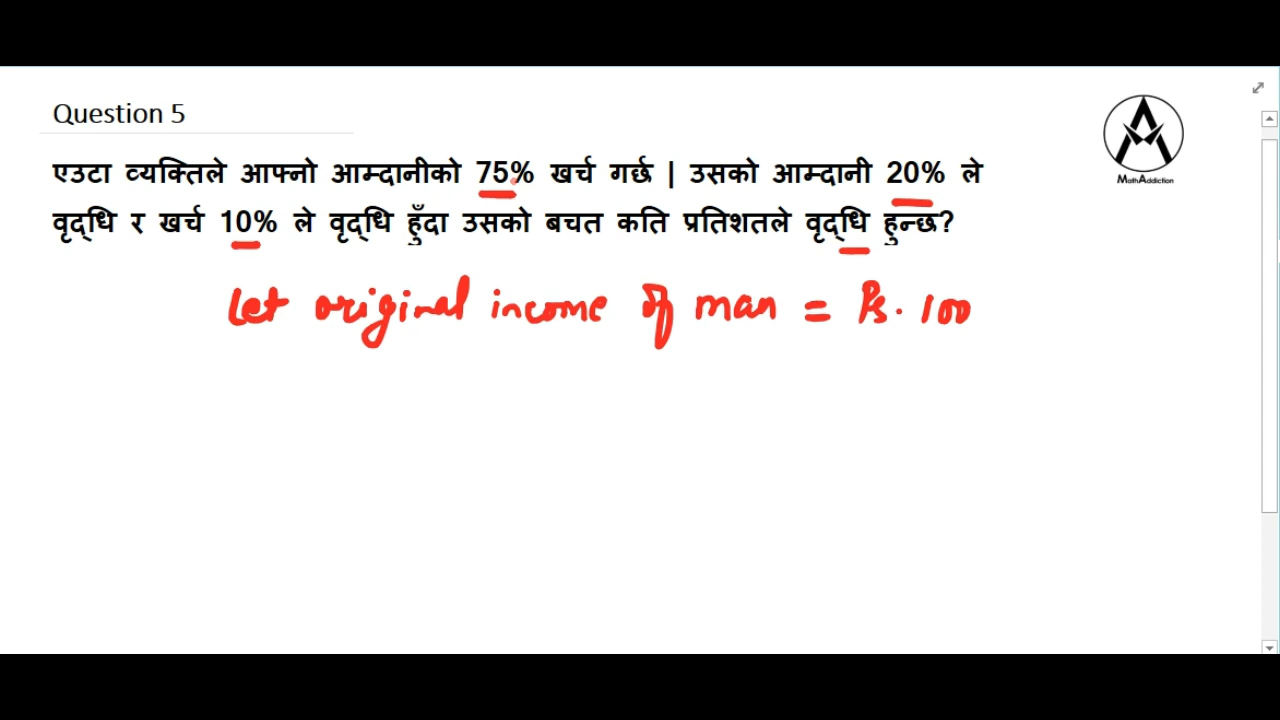 Question 5
एउटा व्यक्तिले आफ्नो आम्दानीको 75% खर्च गर्छ | उसको आम्दानी 20% ले
वृद्धि र खर्च 10% ले वृद्धि हुँदा उसको बचत कति प्रतिशतले वृद्धि हुन्छ?
Let original income of man = Rs. 100
MathAddiction